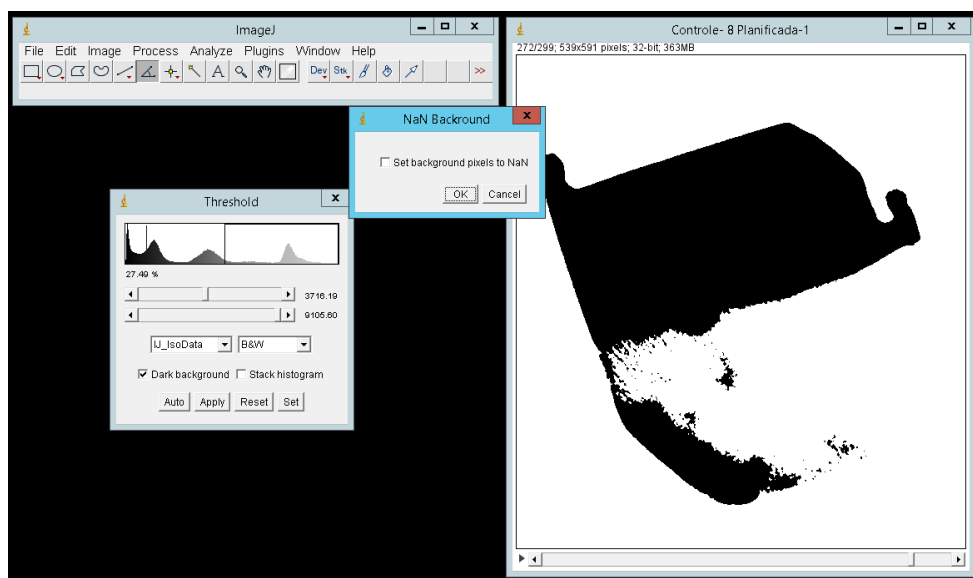 ImageJ
File Edit Image Process Analyze Plugins Window Help
A Dev Stk >>
Controle- 8 Planificada-1
272/299; 539x591 pixels; 32-bit; 363MB
NaN Backround
Set background pixels to NaN
OK Cancel
Threshold
27.49 %
3716.19
9105.60
IJ_IsoData B&W
Dark background Stack histogram
Auto Apply Reset Set